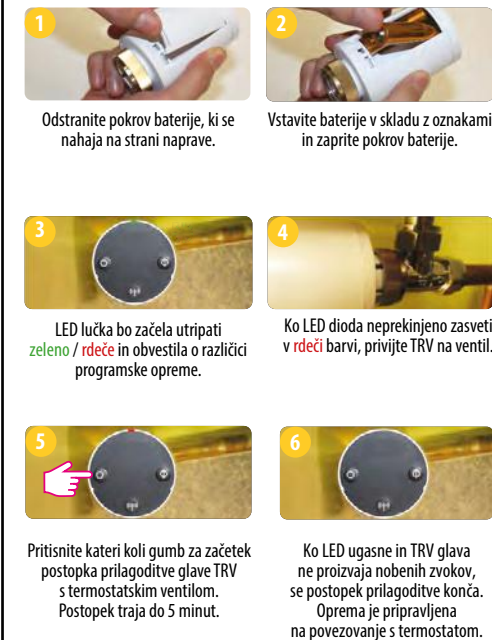 1
Odstranite pokrov baterije, ki se
nahaja na strani naprave.
2
Vstavite baterije v skladu z oznakami
in zaprite pokrov baterije.
3
LED lučka bo začela utripati
zeleno / rdeče in obvestila o različici
programske opreme.
4
Ko LED dioda neprekinjeno zasveti
v rdeči barvi, privijte TRV na ventil.
5
Pritisnite kateri koli gumb za začetek
postopka prilagoditve glave TRV
s termostatskim ventilom.
Postopek traja do 5 minut.
6
Ko LED ugasne in TRV glava
ne proizvaja nobenih zvokov,
se postopek prilagoditve konča.
Oprema je pripravljena
na povezovanje s termostatom.